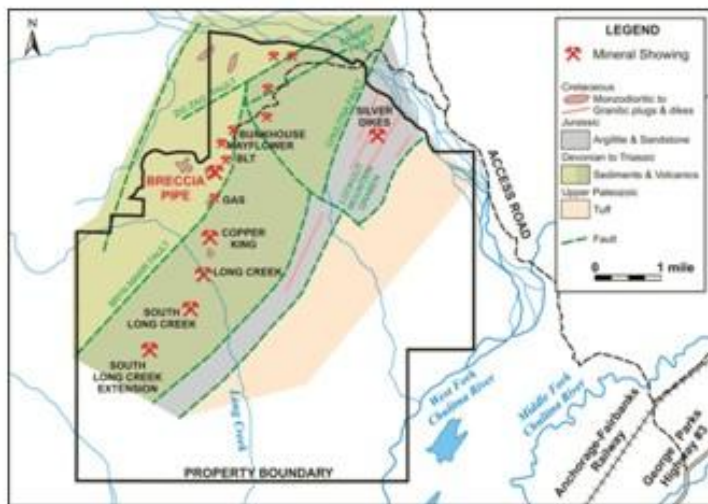 N
LEGEND
Mineral Showing
Cretaceous
Monzodioritic to
Granitic plugs & dikes
Jurassic
Argillite & Sandstone
Devonian to Triassic
Sediments & Volcanics
Upper Paleozoic
Tuff
Fault
0 1 mile
SILVER
DIKES
BUNKHOUSE
MAYFLOWER
BLT
BRECCIA
PIPE
GAS
COPPER
KING
LONG CREEK
SOUTH
LONG CREEK
SOUTH
LONG CREEK
EXTENSION
ACCESS ROAD
Long Creek
West Fork
Chulitna River
Middle Fork
Chulitna River
Anchorage-Fairbanks
Railway
George Parks
Highway #3
PROPERTY BOUNDARY